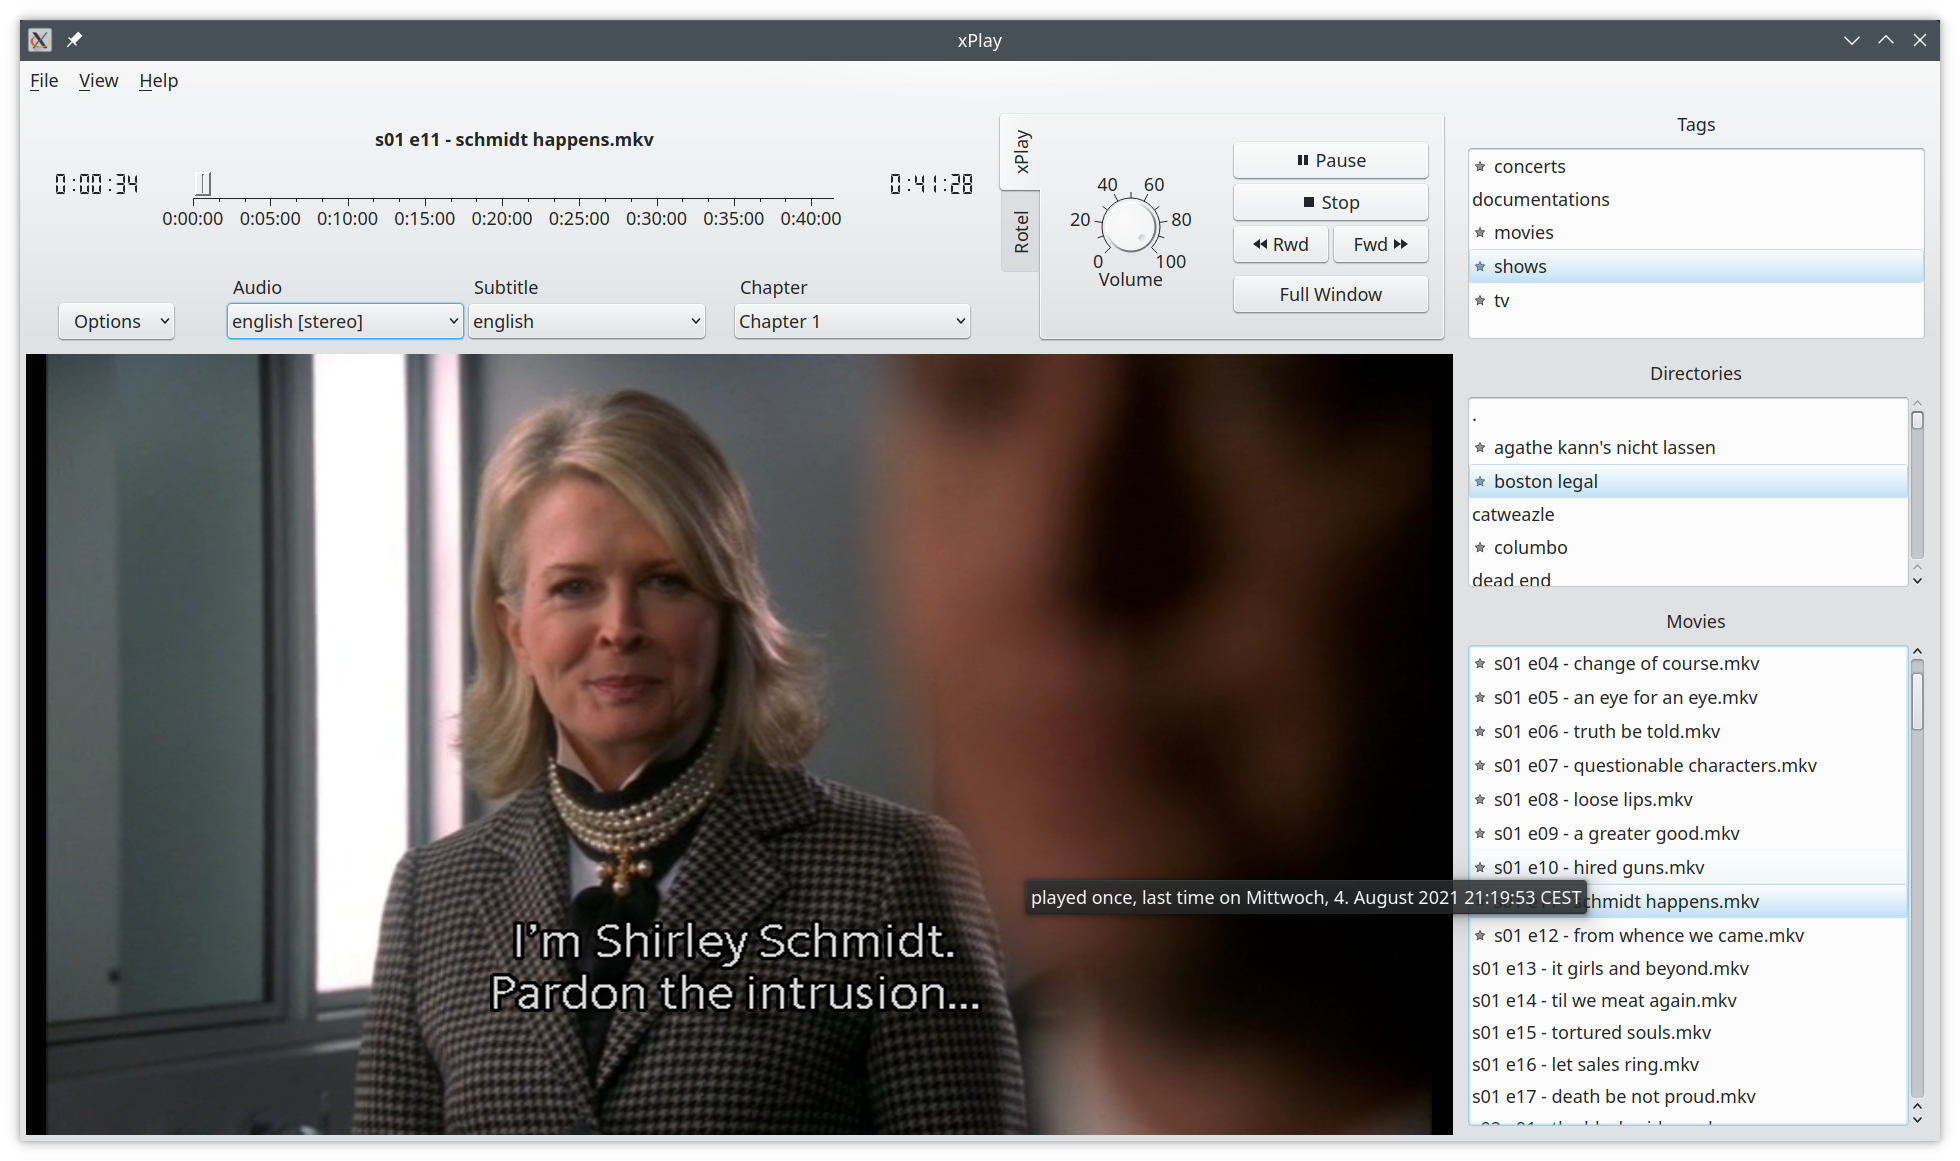 xPlay
File View Help
s01 e11 - schmidt happens.mkv
0:00:34
0:41:28
0:00:00 0:05:00 0:10:00 0:15:00 0:20:00 0:25:00 0:30:00 0:35:00 0:40:00
Audio Subtitle Chapter
Options english [stereo] english Chapter 1
xPlay
Rotel
0 20 40 60 80 100
Volume
Pause
Stop
Rwd Fwd
Full Window
Tags
concerts
documentations
movies
shows
tv
Directories
.
agathe kann's nicht lassen
boston legal
catweazle
columbo
dead end
Movies
s01 e04 - change of course.mkv
s01 e05 - an eye for an eye.mkv
s01 e06 - truth be told.mkv
s01 e07 - questionable characters.mkv
s01 e08 - loose lips.mkv
s01 e09 - a greater good.mkv
s01 e10 - hired guns.mkv
played once, last time on Mittwoch, 4. August 2021 21:19:53 CEST
chmidt happens.mkv
s01 e12 - from whence we came.mkv
s01 e13 - it girls and beyond.mkv
s01 e14 - til we meat again.mkv
s01 e15 - tortured souls.mkv
s01 e16 - let sales ring.mkv
s01 e17 - death be not proud.mkv
I'm Shirley Schmidt.
Pardon the intrusion...